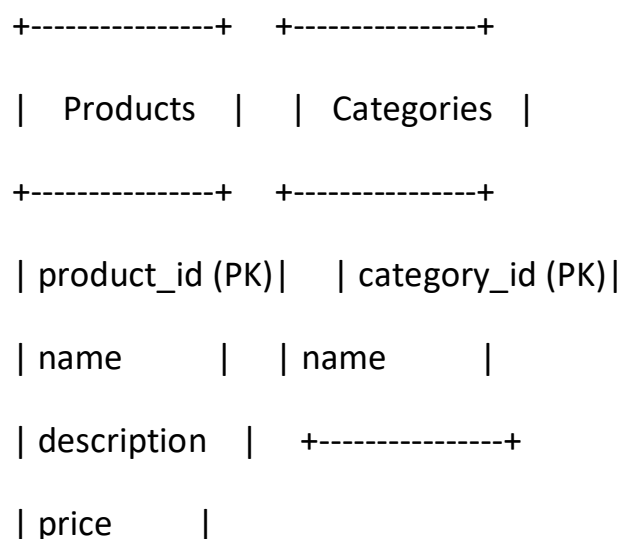 +----------------+ +----------------+
| Products | | Categories |
+----------------+ +----------------+
| product_id (PK)| | category_id (PK)|
| name | | name |
| description | +----------------+
| price |